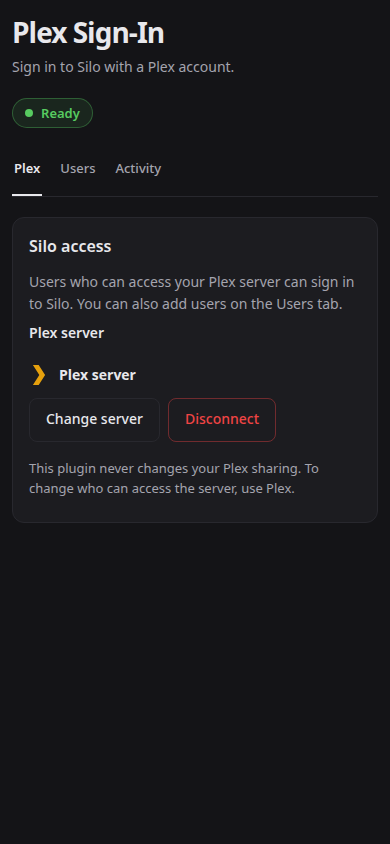 Plex Sign-In
Sign in to Silo with a Plex account.
Ready
Plex Users Activity
Silo access
Users who can access your Plex server can sign in
to Silo. You can also add users on the Users tab.
Plex server
Plex server
Change server Disconnect
This plugin never changes your Plex sharing. To
change who can access the server, use Plex.